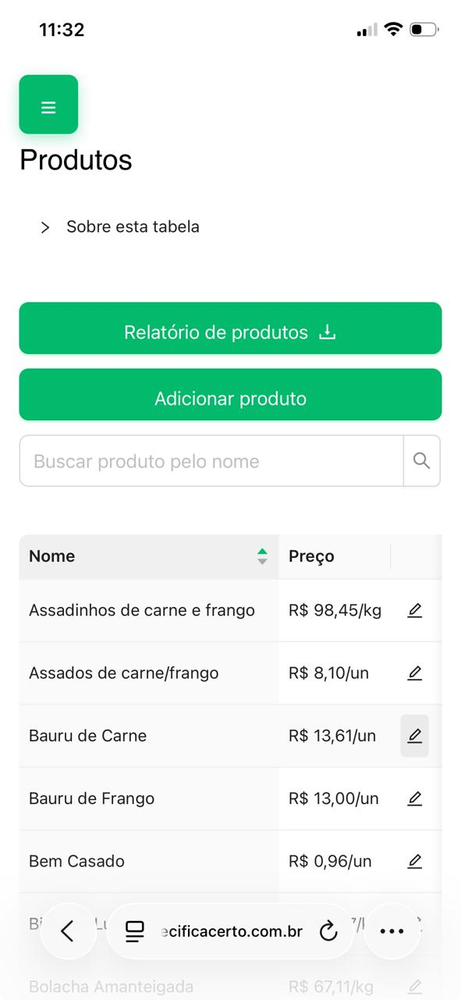 11:32
Produtos
Sobre esta tabela
Relatório de produtos
Adicionar produto
Buscar produto pelo nome
Nome Preço
Assadinhos de carne e frango R$ 98,45/kg
Assados de carne/frango R$ 8,10/un
Bauru de Carne R$ 13,61/un
Bauru de Frango R$ 13,00/un
Bem Casado R$ 0,96/un
ecificacerto.com.br
Bolacha Amanteigada R$ 67,11/kg